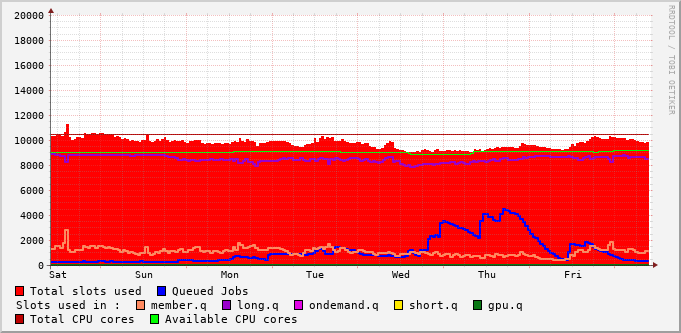 20000
18000
16000
14000
12000
10000
8000
6000
4000
2000
0
Sat Sun Mon Tue Wed Thu Fri
RRDTOOL / TOBI OETIKER
Total slots used Queued Jobs
Slots used in : member.q long.q ondemand.q short.q gpu.q
Total CPU cores Available CPU cores